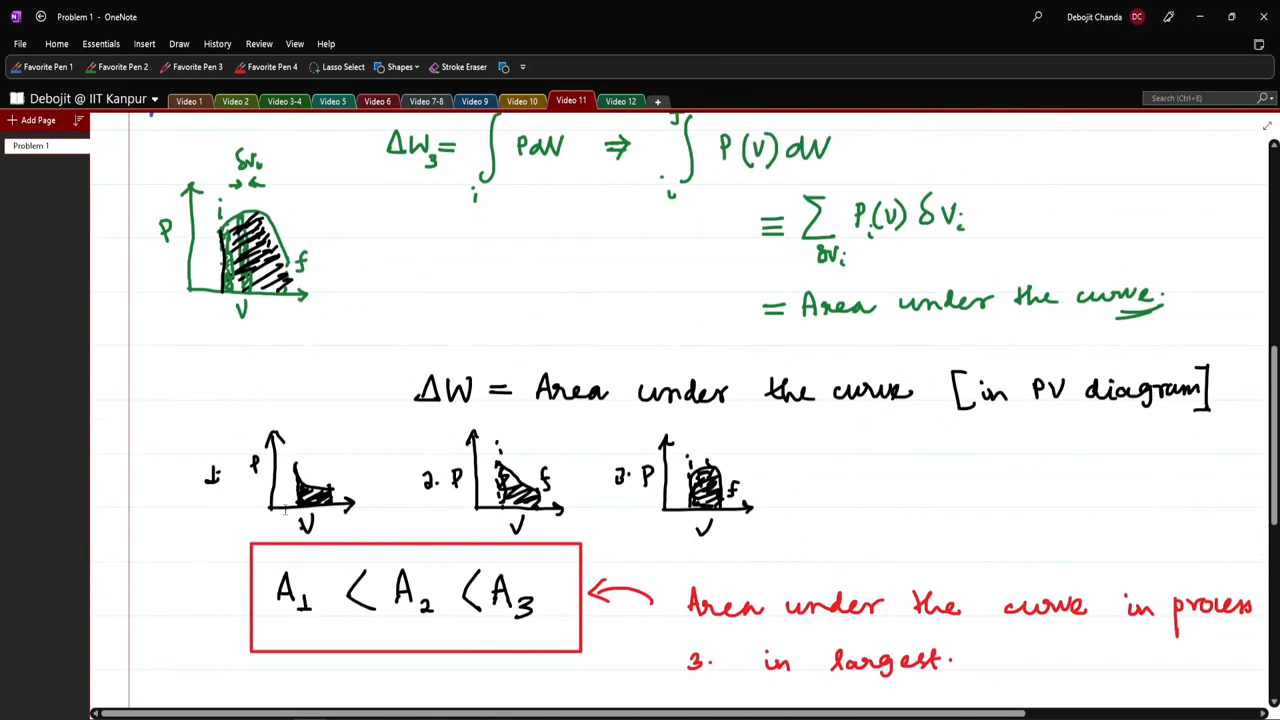 Problem 1 - OneNote
Debojit Chanda DC
File Home Essentials Insert Draw History Review View Help
Favorite Pen 1 Favorite Pen 2 Favorite Pen 3 Favorite Pen 4 Lasso Select Shapes Stroke Eraser
Debojit @ IIT Kanpur Video 1 Video 2 Video 3-4 Video 5 Video 6 Video 7-8 Video 9 Video 10 Video 11 Video 12 Search (Ctrl+E)
Add Page
Problem 1
ΔW₃ = ∫ᵢ PdV ⇒ ∫ᵢᶠ P(V) dV
δVᵢ
P i f
V
≡ Σ Pᵢ(V) δVᵢ
δVᵢ
= Area under the curve.
ΔW = Area under the curve [in PV diagram]
1. P V
2. P i f V
3. P i f V
A₁ < A₂ < A₃
Area under the curve in process
3. in largest.